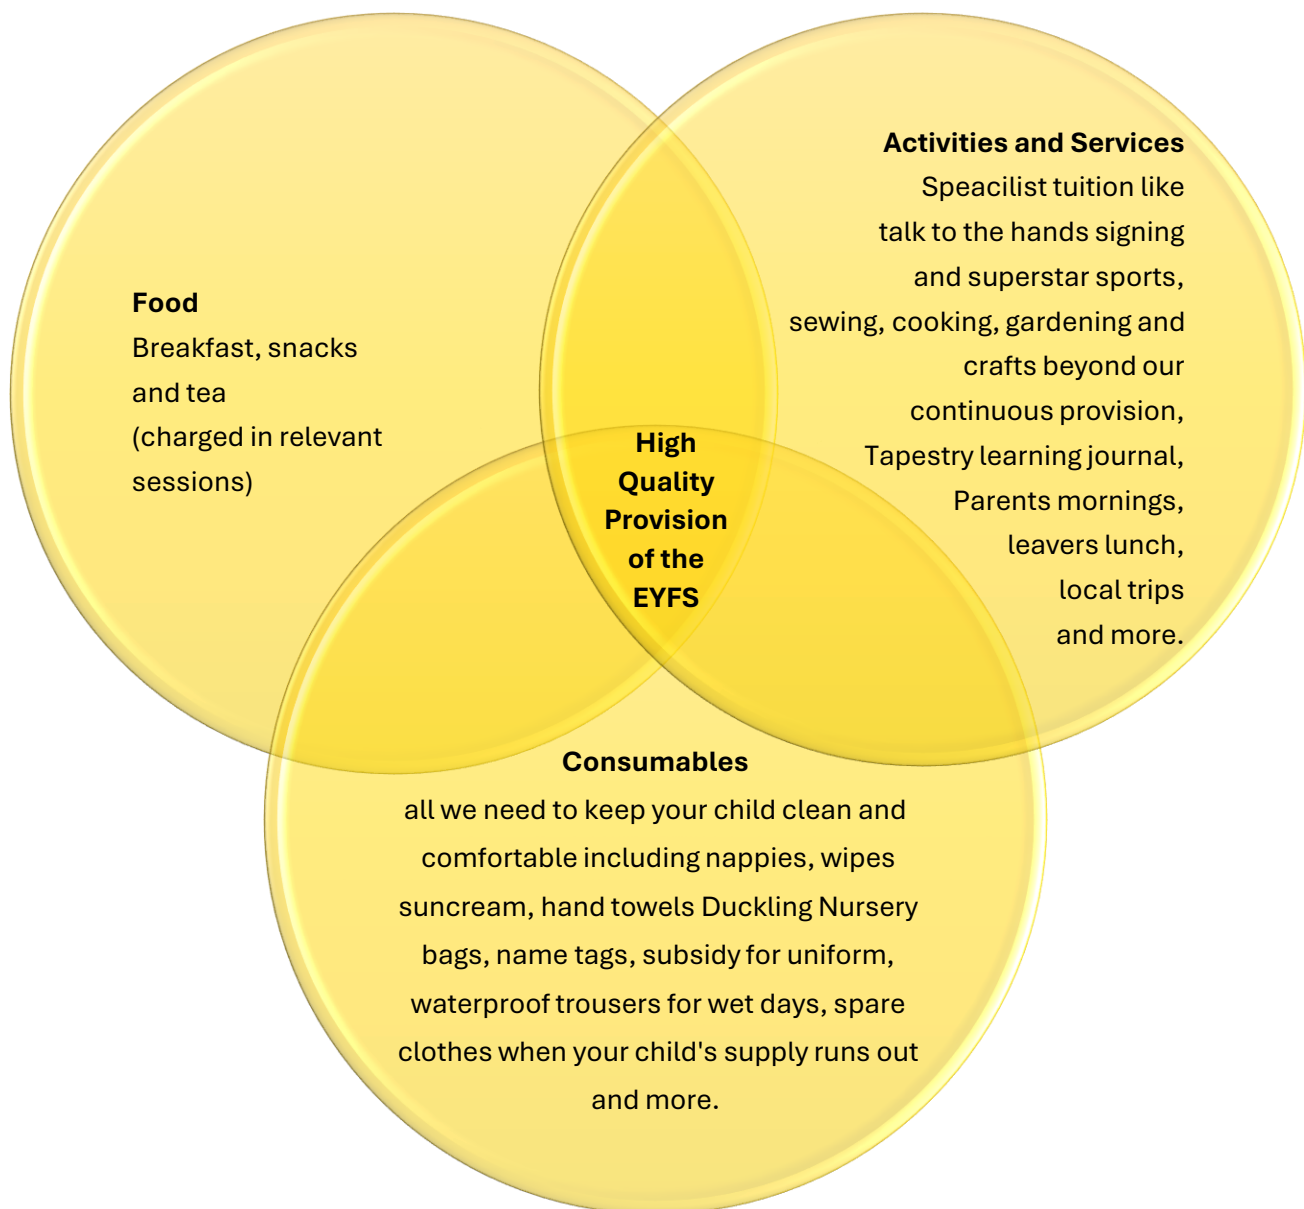 Food
Breakfast, snacks
and tea
(charged in relevant
sessions)
Activities and Services
Speacilist tuition like
talk to the hands signing
and superstar sports,
sewing, cooking, gardening and
crafts beyond our
continuous provision,
Tapestry learning journal,
Parents mornings,
leavers lunch,
local trips
and more.
High
Quality
Provision
of the
EYFS
Consumables
all we need to keep your child clean and
comfortable including nappies, wipes
suncream, hand towels Duckling Nursery
bags, name tags, subsidy for uniform,
waterproof trousers for wet days, spare
clothes when your child's supply runs out
and more.